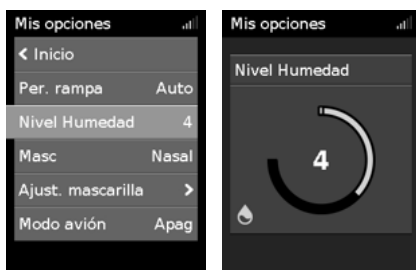 Mis opciones
< Inicio
Per. rampa Auto
Nivel Humedad 4
Masc Nasal
Ajust. mascarilla >
Modo avión Apag
Mis opciones
Nivel Humedad
4